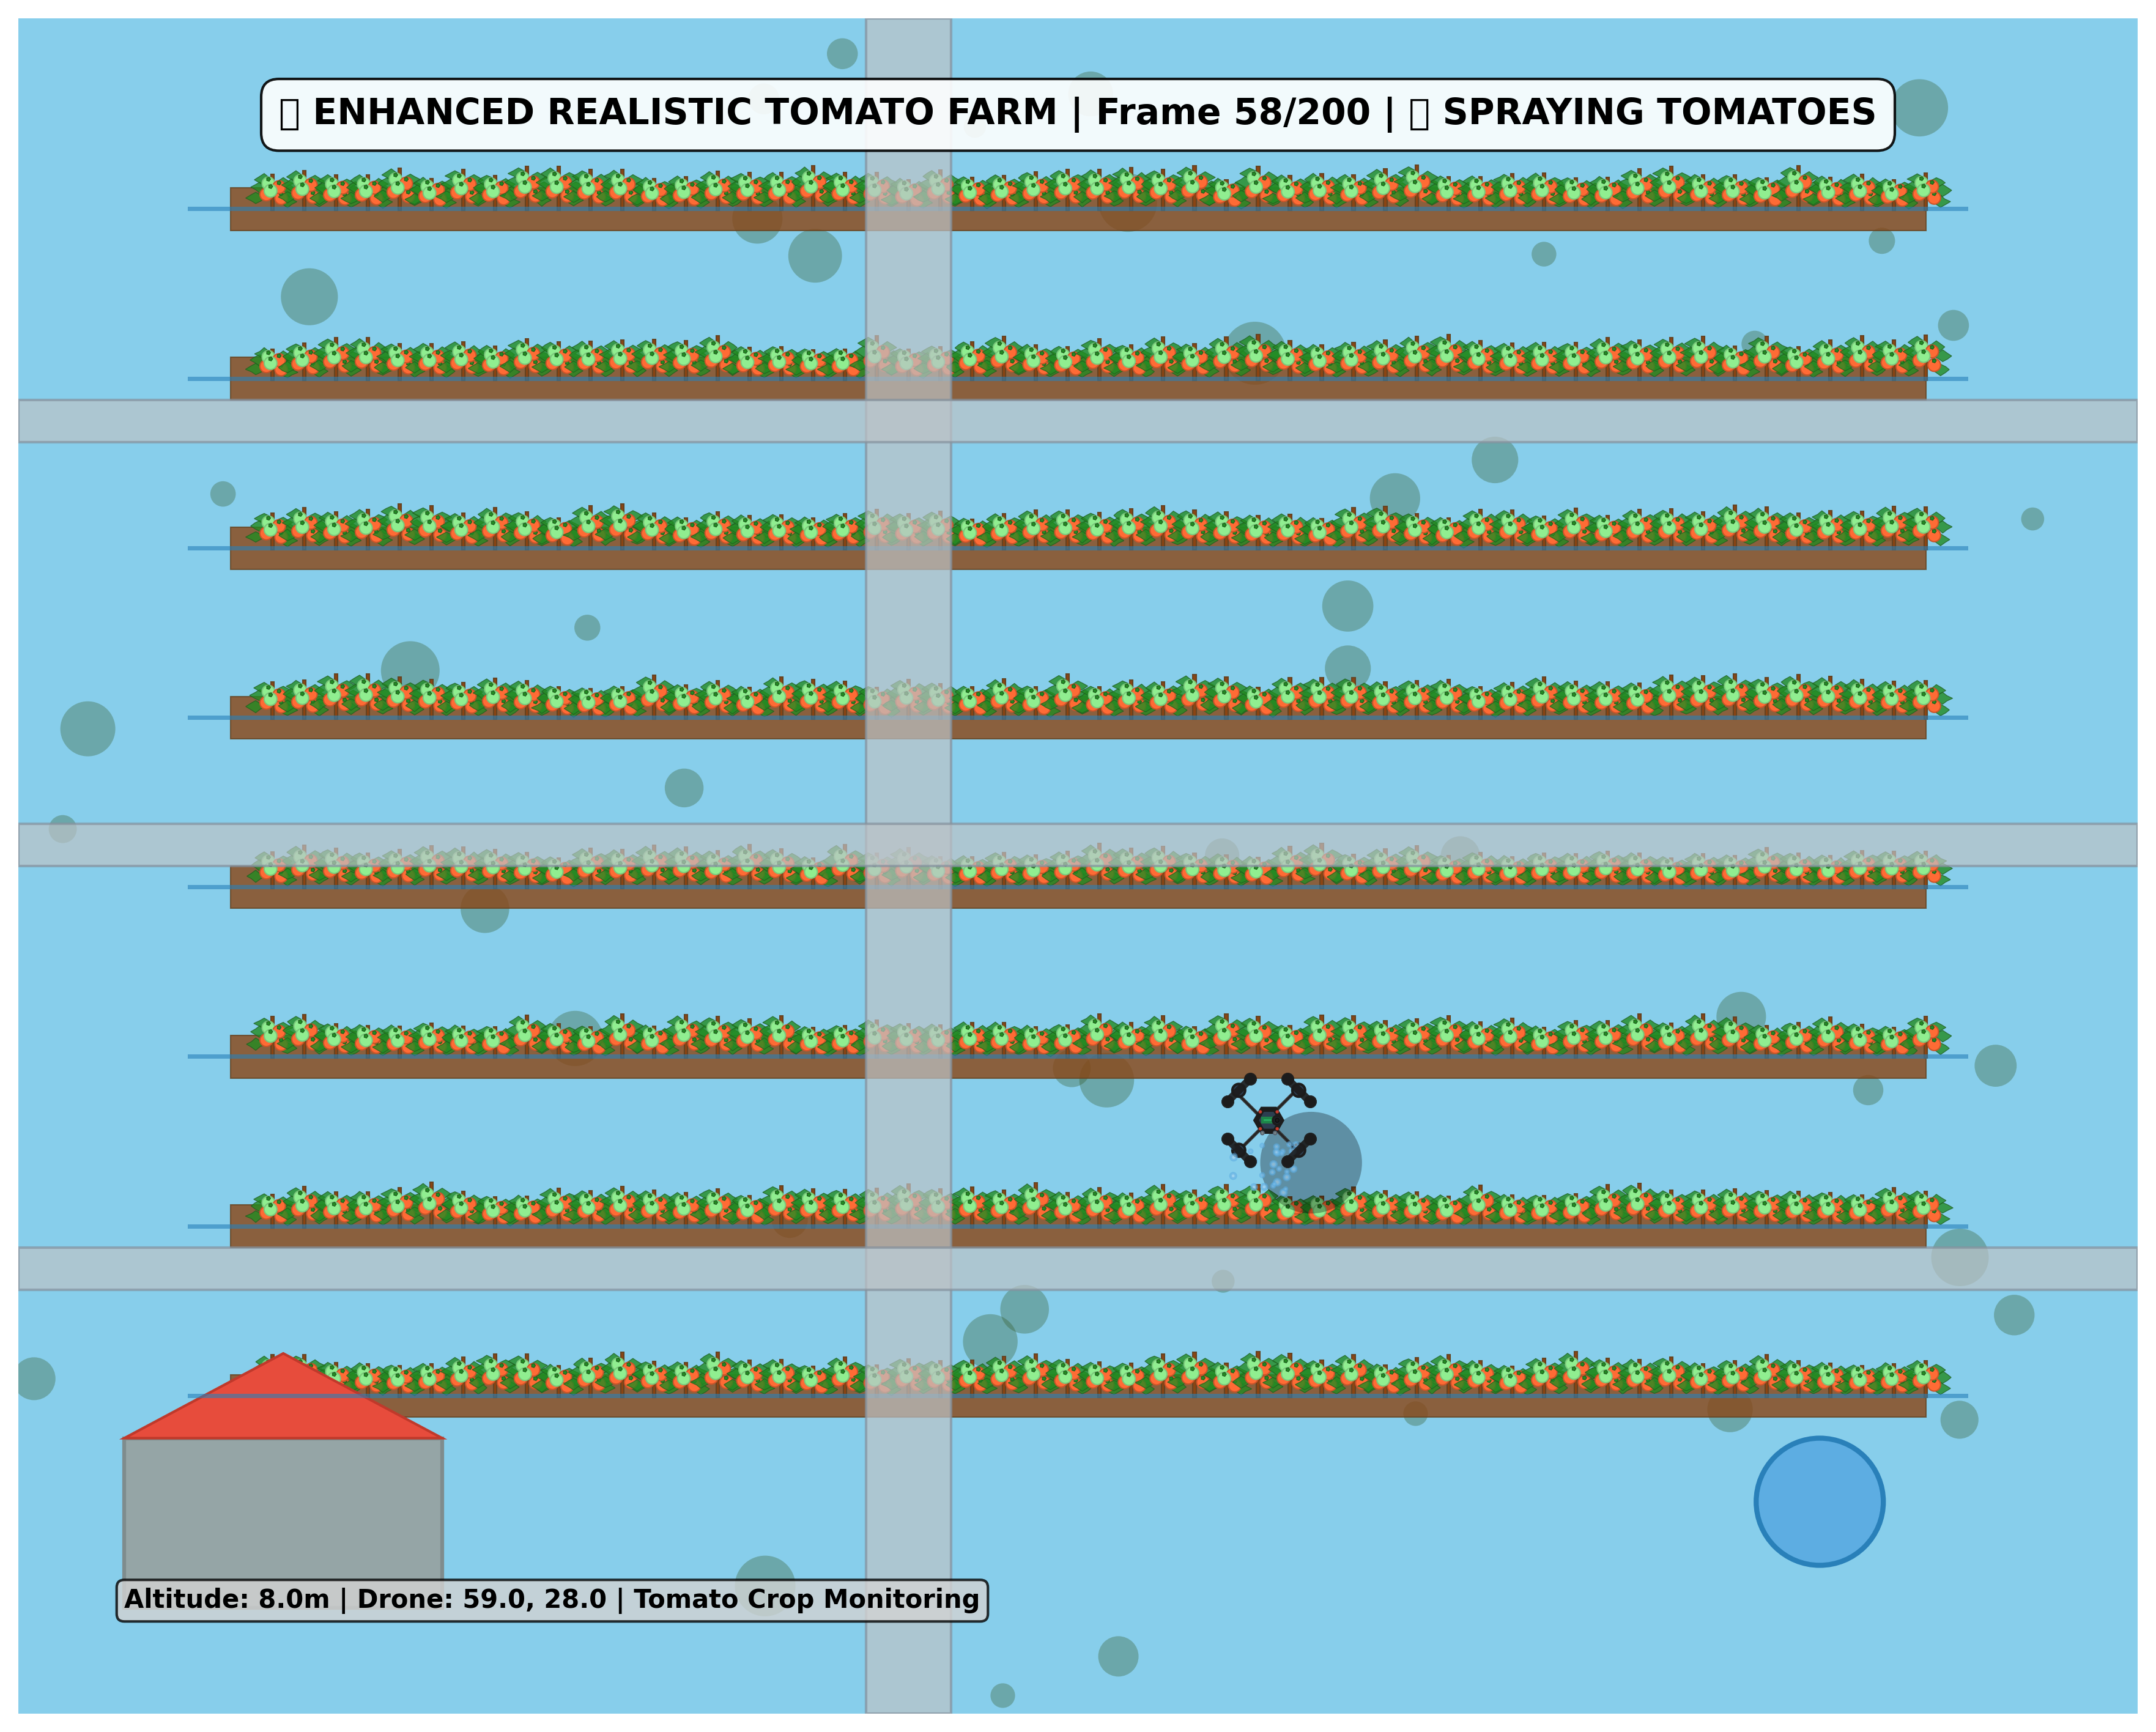 ▯ ENHANCED REALISTIC TOMATO FARM | Frame 58/200 | ▯ SPRAYING TOMATOES
Altitude: 8.0m | Drone: 59.0, 28.0 | Tomato Crop Monitoring